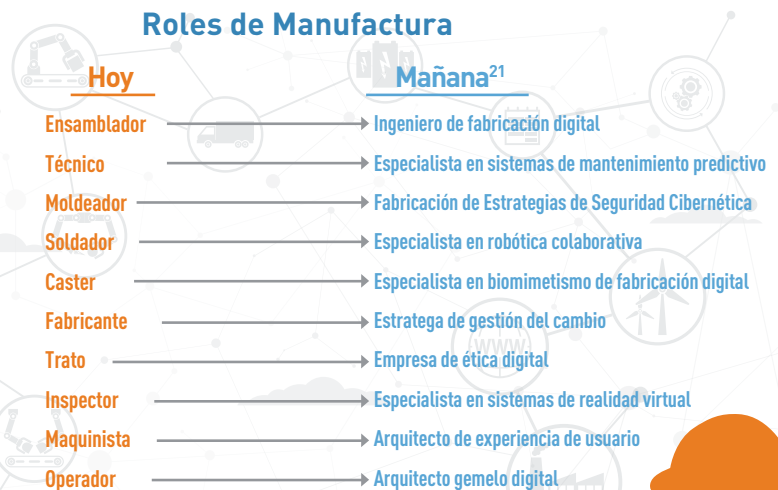 Roles de Manufactura
Hoy Mañana21
Ensamblador Ingeniero de fabricación digital
Técnico Especialista en sistemas de mantenimiento predictivo
Moldeador Fabricación de Estrategias de Seguridad Cibernética
Soldador Especialista en robótica colaborativa
Caster Especialista en biomimetismo de fabricación digital
Fabricante Estratega de gestión del cambio
WWW
Trato Empresa de ética digital
Inspector Especialista en sistemas de realidad virtual
Maquinista Arquitecto de experiencia de usuario
Operador Arquitecto gemelo digital